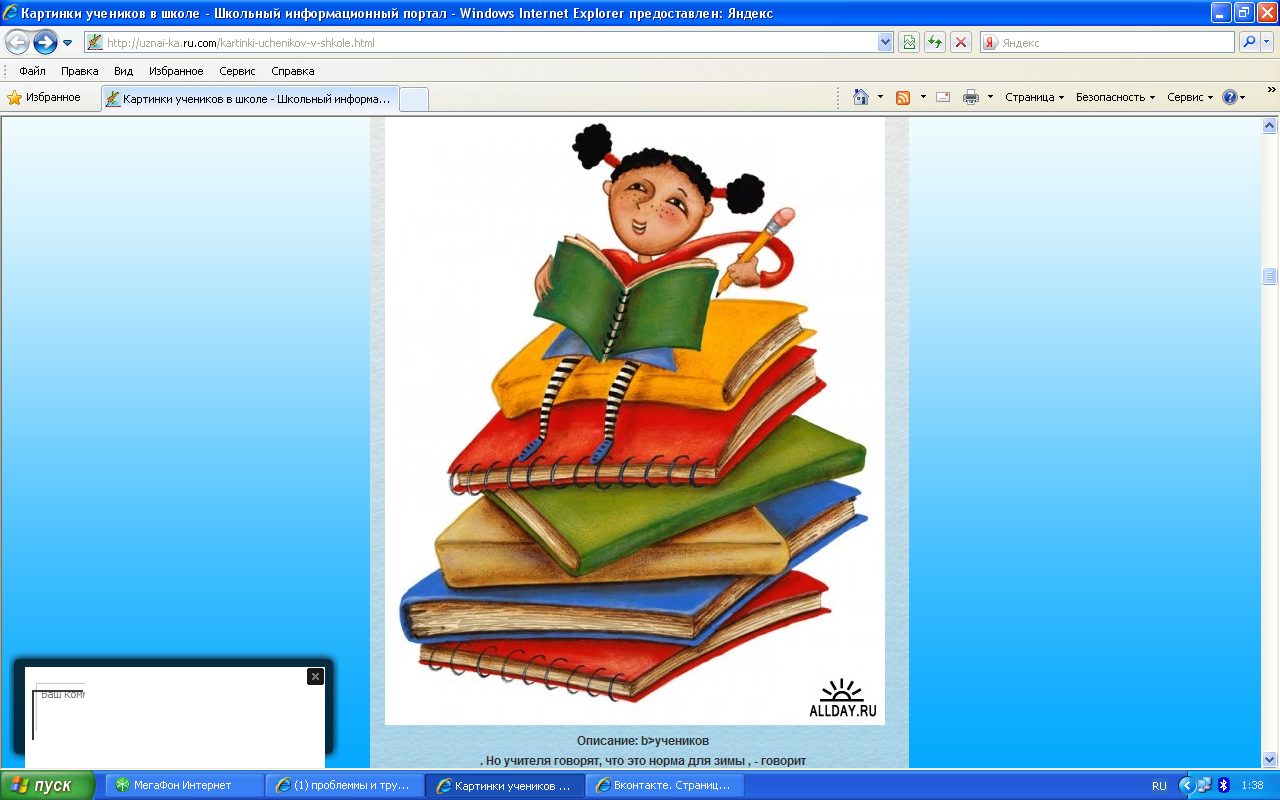 Картинки учеников в школе - Школьный информационный портал - Windows Internet Explorer предоставлен: Яндекс
http://uznai-ka.ru.com/kartinki-uchenikov-v-shkole.html
Яндекс
Файл Правка Вид Избранное Сервис Справка
Избранное Картинки учеников в школе - Школьный информа... Страница Безопасность Сервис
ALLDAY.RU
Ваш комм
Описание: b>учеников
. Но учителя говорят, что это норма для зимы , - говорит
пуск МегаФон Интернет (1) проблеммы и тру... Картинки учеников ... Вконтакте. Страниц... RU 1:38